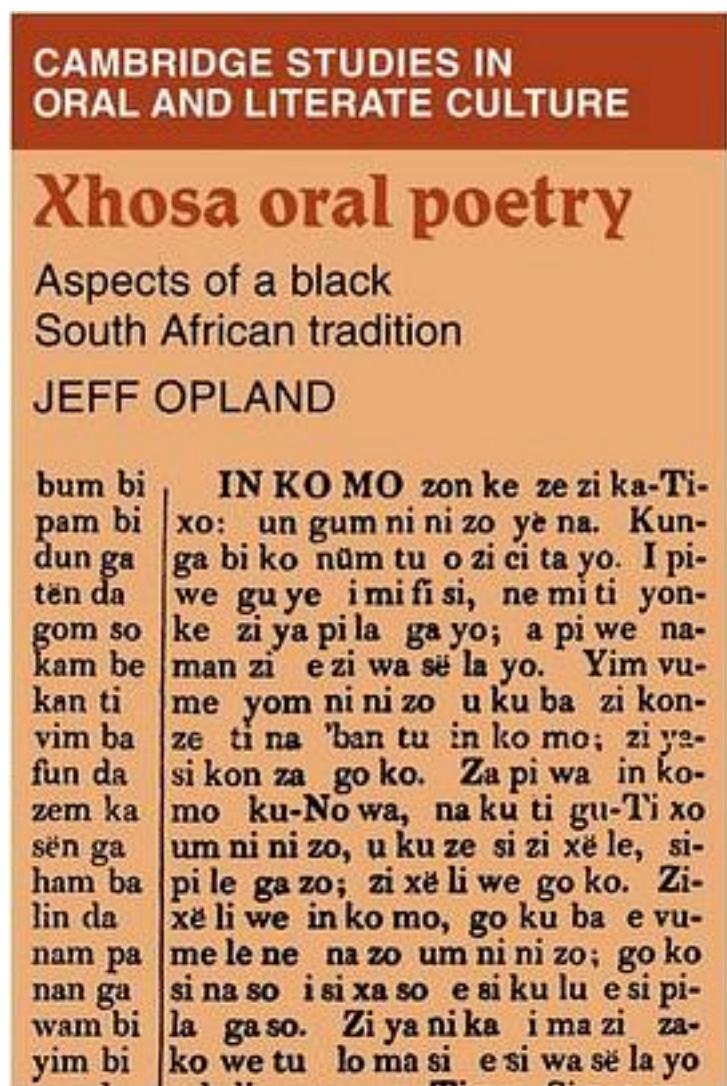 CAMBRIDGE STUDIES IN
ORAL AND LITERATE CULTURE
Xhosa oral poetry
Aspects of a black
South African tradition
JEFF OPLAND
bum bi
pam bi
dun ga
tën da
gom so
kam be
kan ti
vim ba
fun da
zem ka
sën ga
ham ba
lin da
nam pa
nan ga
wam bi
yim bi
IN KO MO zon ke ze zi ka-Ti-
xo: un gum ni ni zo yë na. Kun-
ga bi ko nūm tu o zi ci ta yo. I pi-
we gu ye i mi fi si, ne mi ti yon-
ke zi ya pi la ga yo; a pi we na-
man zi e zi wa së la yo. Yim vu-
me yom ni ni zo u ku ba zi kon-
ze ti na 'ban tu in ko mo; zi ya-
si kon za go ko. Za pi wa in ko-
mo ku-No wa, na ku ti gu-Ti xo
um ni ni zo, u ku ze si zi xë le, si-
pi le ga zo; zi xë li we go ko. Zi-
xë li we in ko mo, go ku ba e vu-
me le ne na zo um ni ni zo; go ko
si na so i si xa so e si ku lu e si pi-
la ga so. Zi ya ni ka i ma zi za-
ko we tu lo ma si e si wa së la yo